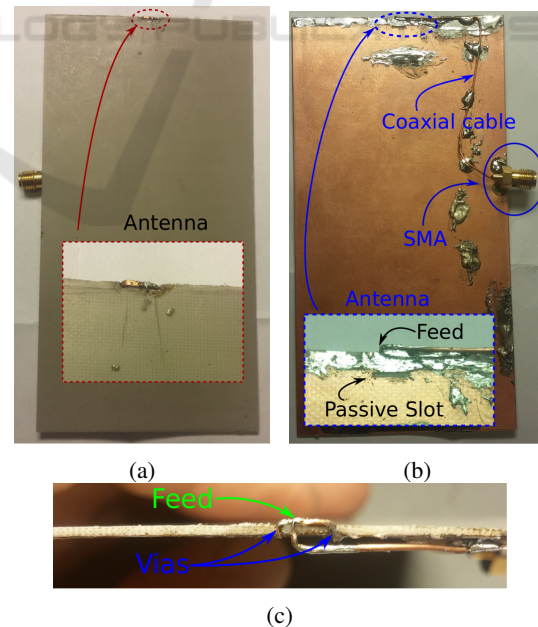 Antenna
(a)
Coaxial cable
SMA
Antenna
Feed
Passive Slot
(b)
Feed
Vias
(c)